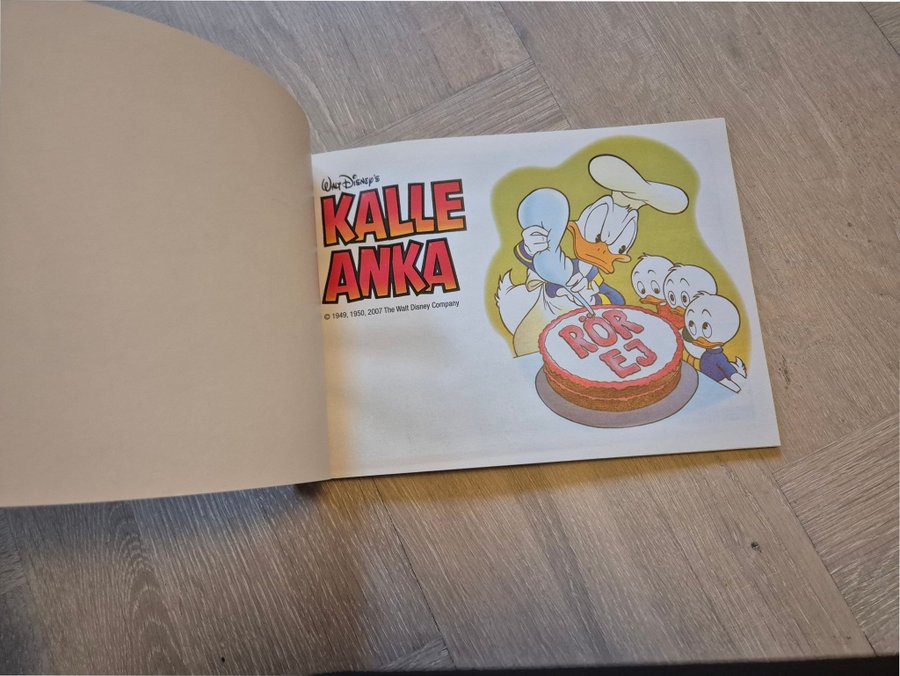 WALT DISNEY'S
KALLE
ANKA
© 1949, 1950, 2007 The Walt Disney Company
RÖR
EJ